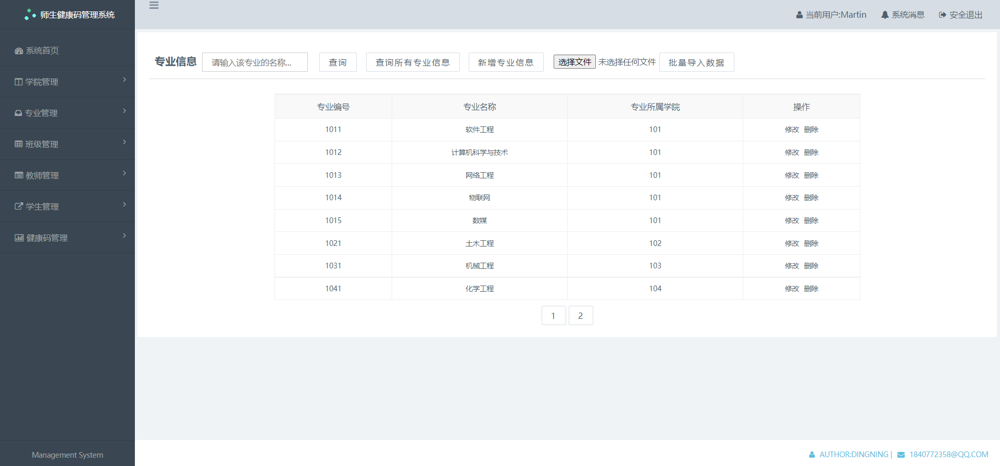 师生健康码管理系统
当前用户:Martin 系统消息 安全退出
系统首页
学院管理
专业管理
班级管理
教师管理
学生管理
健康码管理
Management System
专业信息 请输入该专业的名称... 查询 查询所有专业信息 新增专业信息 选择文件 未选择任何文件 批量导入数据
专业编号 专业名称 专业所属学院 操作
1011 软件工程 101 修改 删除
1012 计算机科学与技术 101 修改 删除
1013 网络工程 101 修改 删除
1014 物联网 101 修改 删除
1015 数媒 101 修改 删除
1021 土木工程 102 修改 删除
1031 机械工程 103 修改 删除
1041 化学工程 104 修改 删除
1 2
AUTHOR:DINGNING | 1840772358@QQ.COM